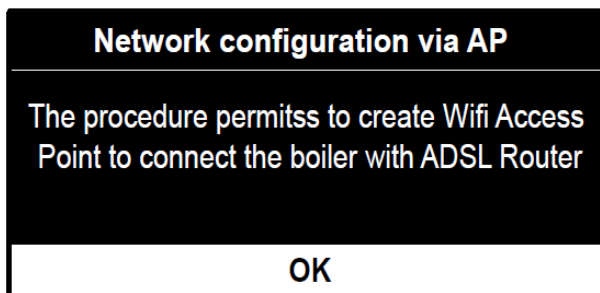 Network configuration via AP
The procedure permitss to create Wifi Access
Point to connect the boiler with ADSL Router
OK